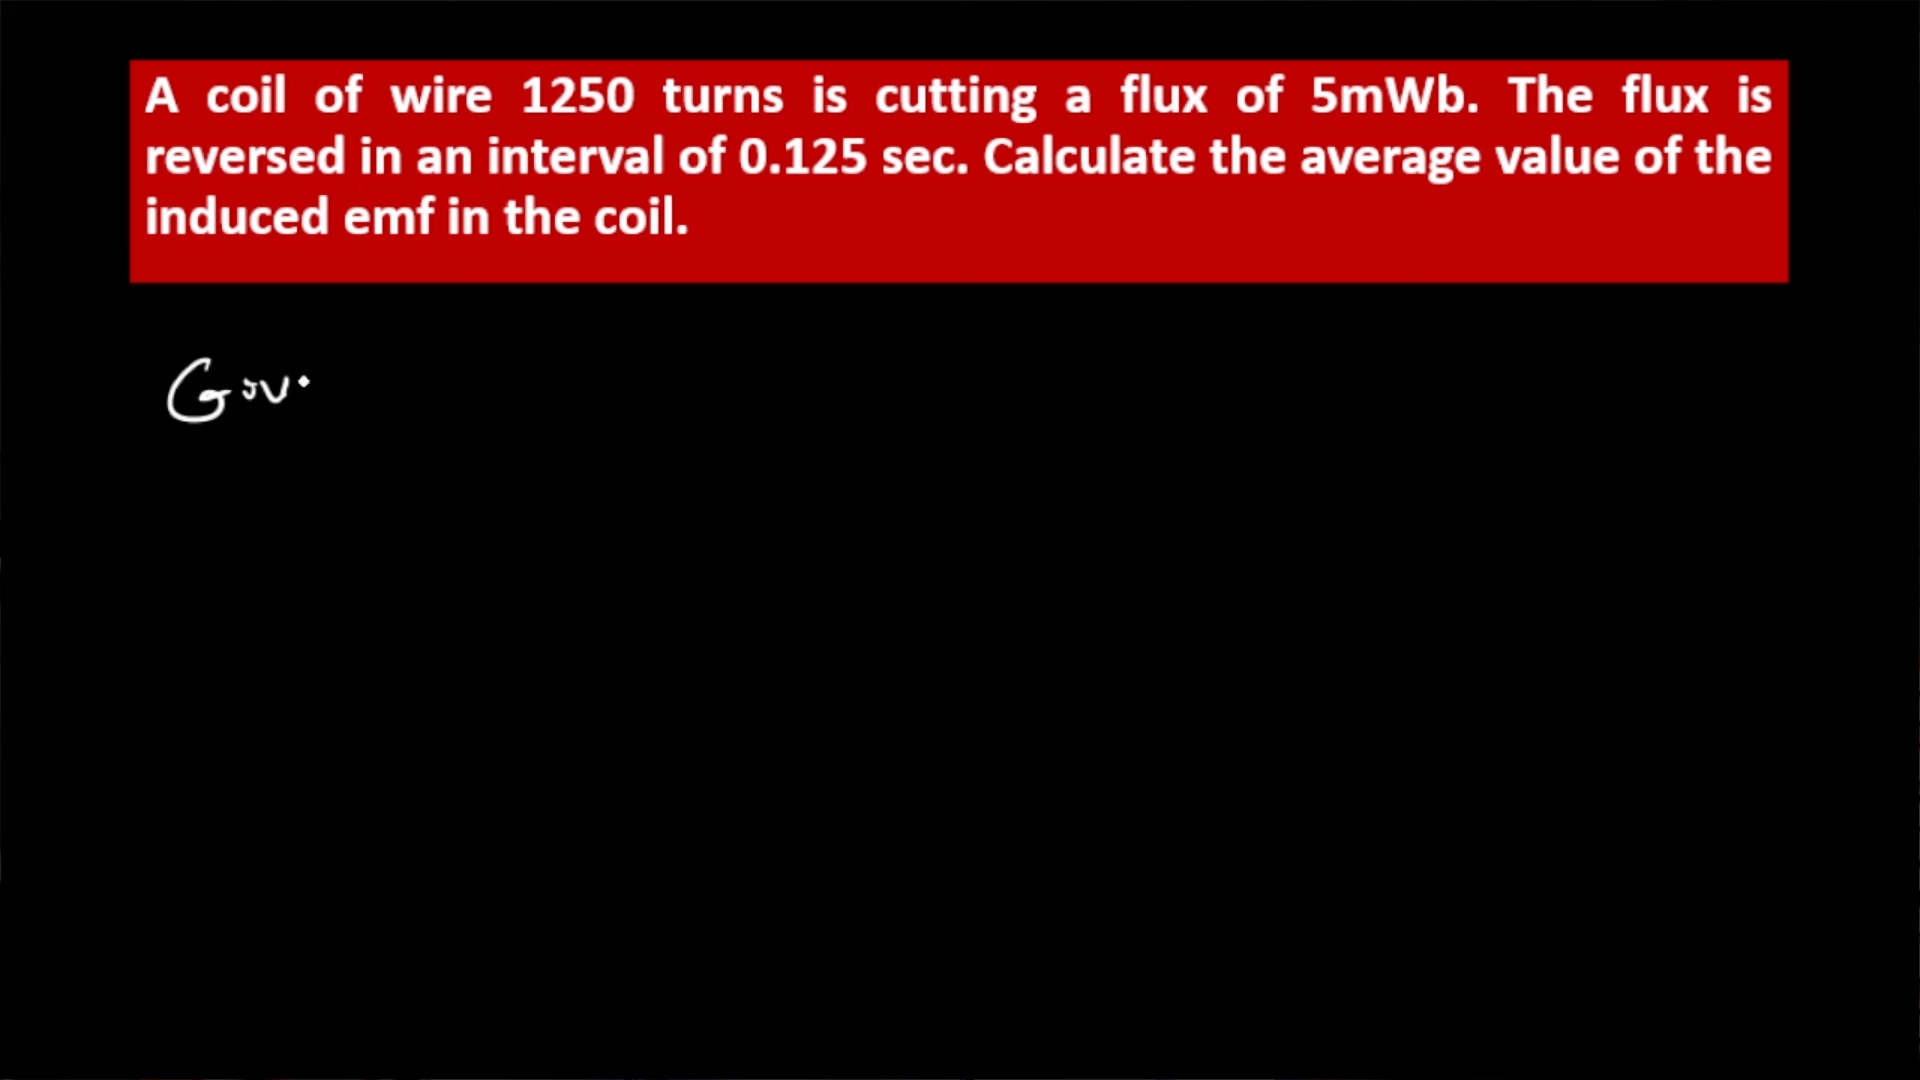 A coil of wire 1250 turns is cutting a flux of 5mWb. The flux is
reversed in an interval of 0.125 sec. Calculate the average value of the
induced emf in the coil.
Giv